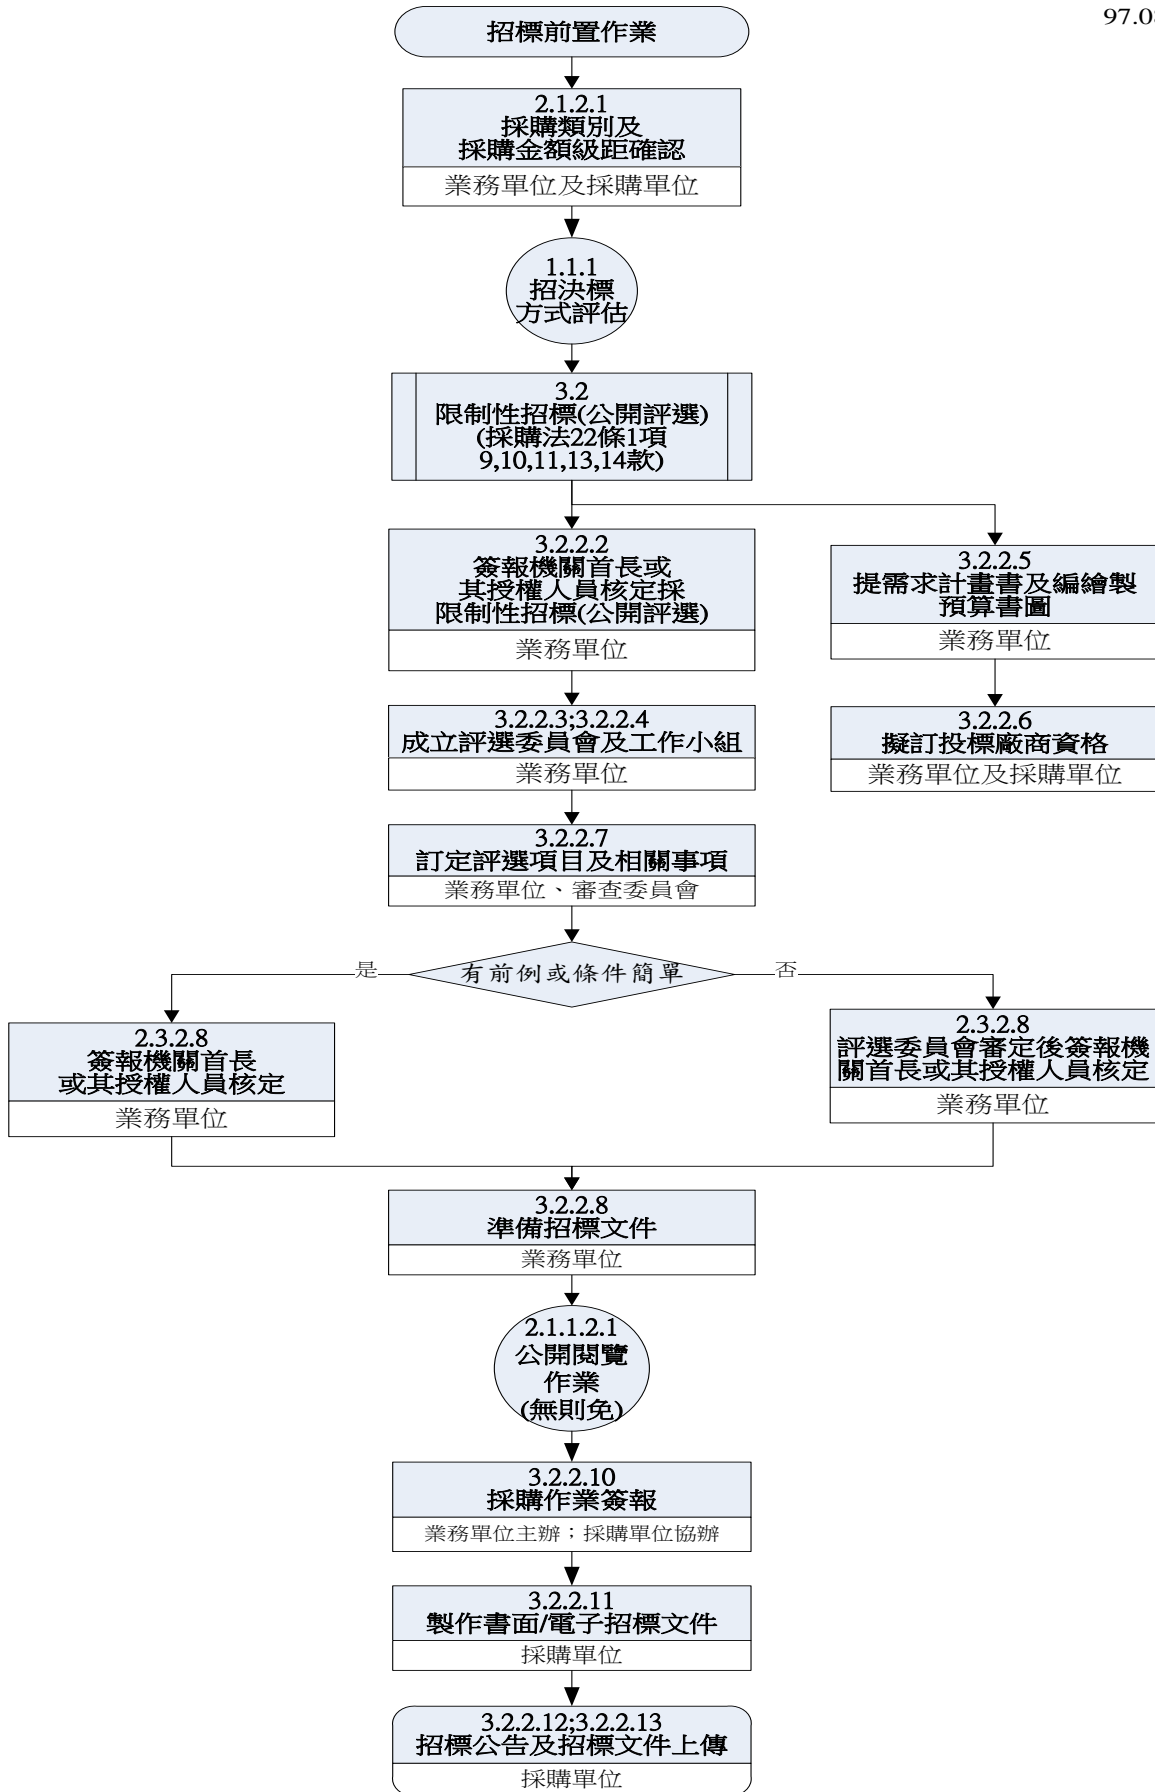 97.0
招標前置作業
2.1.2.1
採購類別及
採購金額級距確認
業務單位及採購單位
1.1.1
招決標
方式評估
3.2
限制性招標(公開評選)
(採購法22條1項
9,10,11,13,14款)
3.2.2.2
簽報機關首長或
其授權人員核定採
限制性招標(公開評選)
業務單位
3.2.2.5
提需求計畫書及編繪製
預算書圖
業務單位
3.2.2.3;3.2.2.4
成立評選委員會及工作小組
業務單位
3.2.2.6
擬訂投標廠商資格
業務單位及採購單位
3.2.2.7
訂定評選項目及相關事項
業務單位、審查委員會
有前例或條件簡單
是
否
2.3.2.8
簽報機關首長
或其授權人員核定
業務單位
2.3.2.8
評選委員會審定後簽報機
關首長或其授權人員核定
業務單位
3.2.2.8
準備招標文件
業務單位
2.1.1.2.1
公開閱覽
作業
(無則免)
3.2.2.10
採購作業簽報
業務單位主辦；採購單位協辦
3.2.2.11
製作書面/電子招標文件
採購單位
3.2.2.12;3.2.2.13
招標公告及招標文件上傳
採購單位